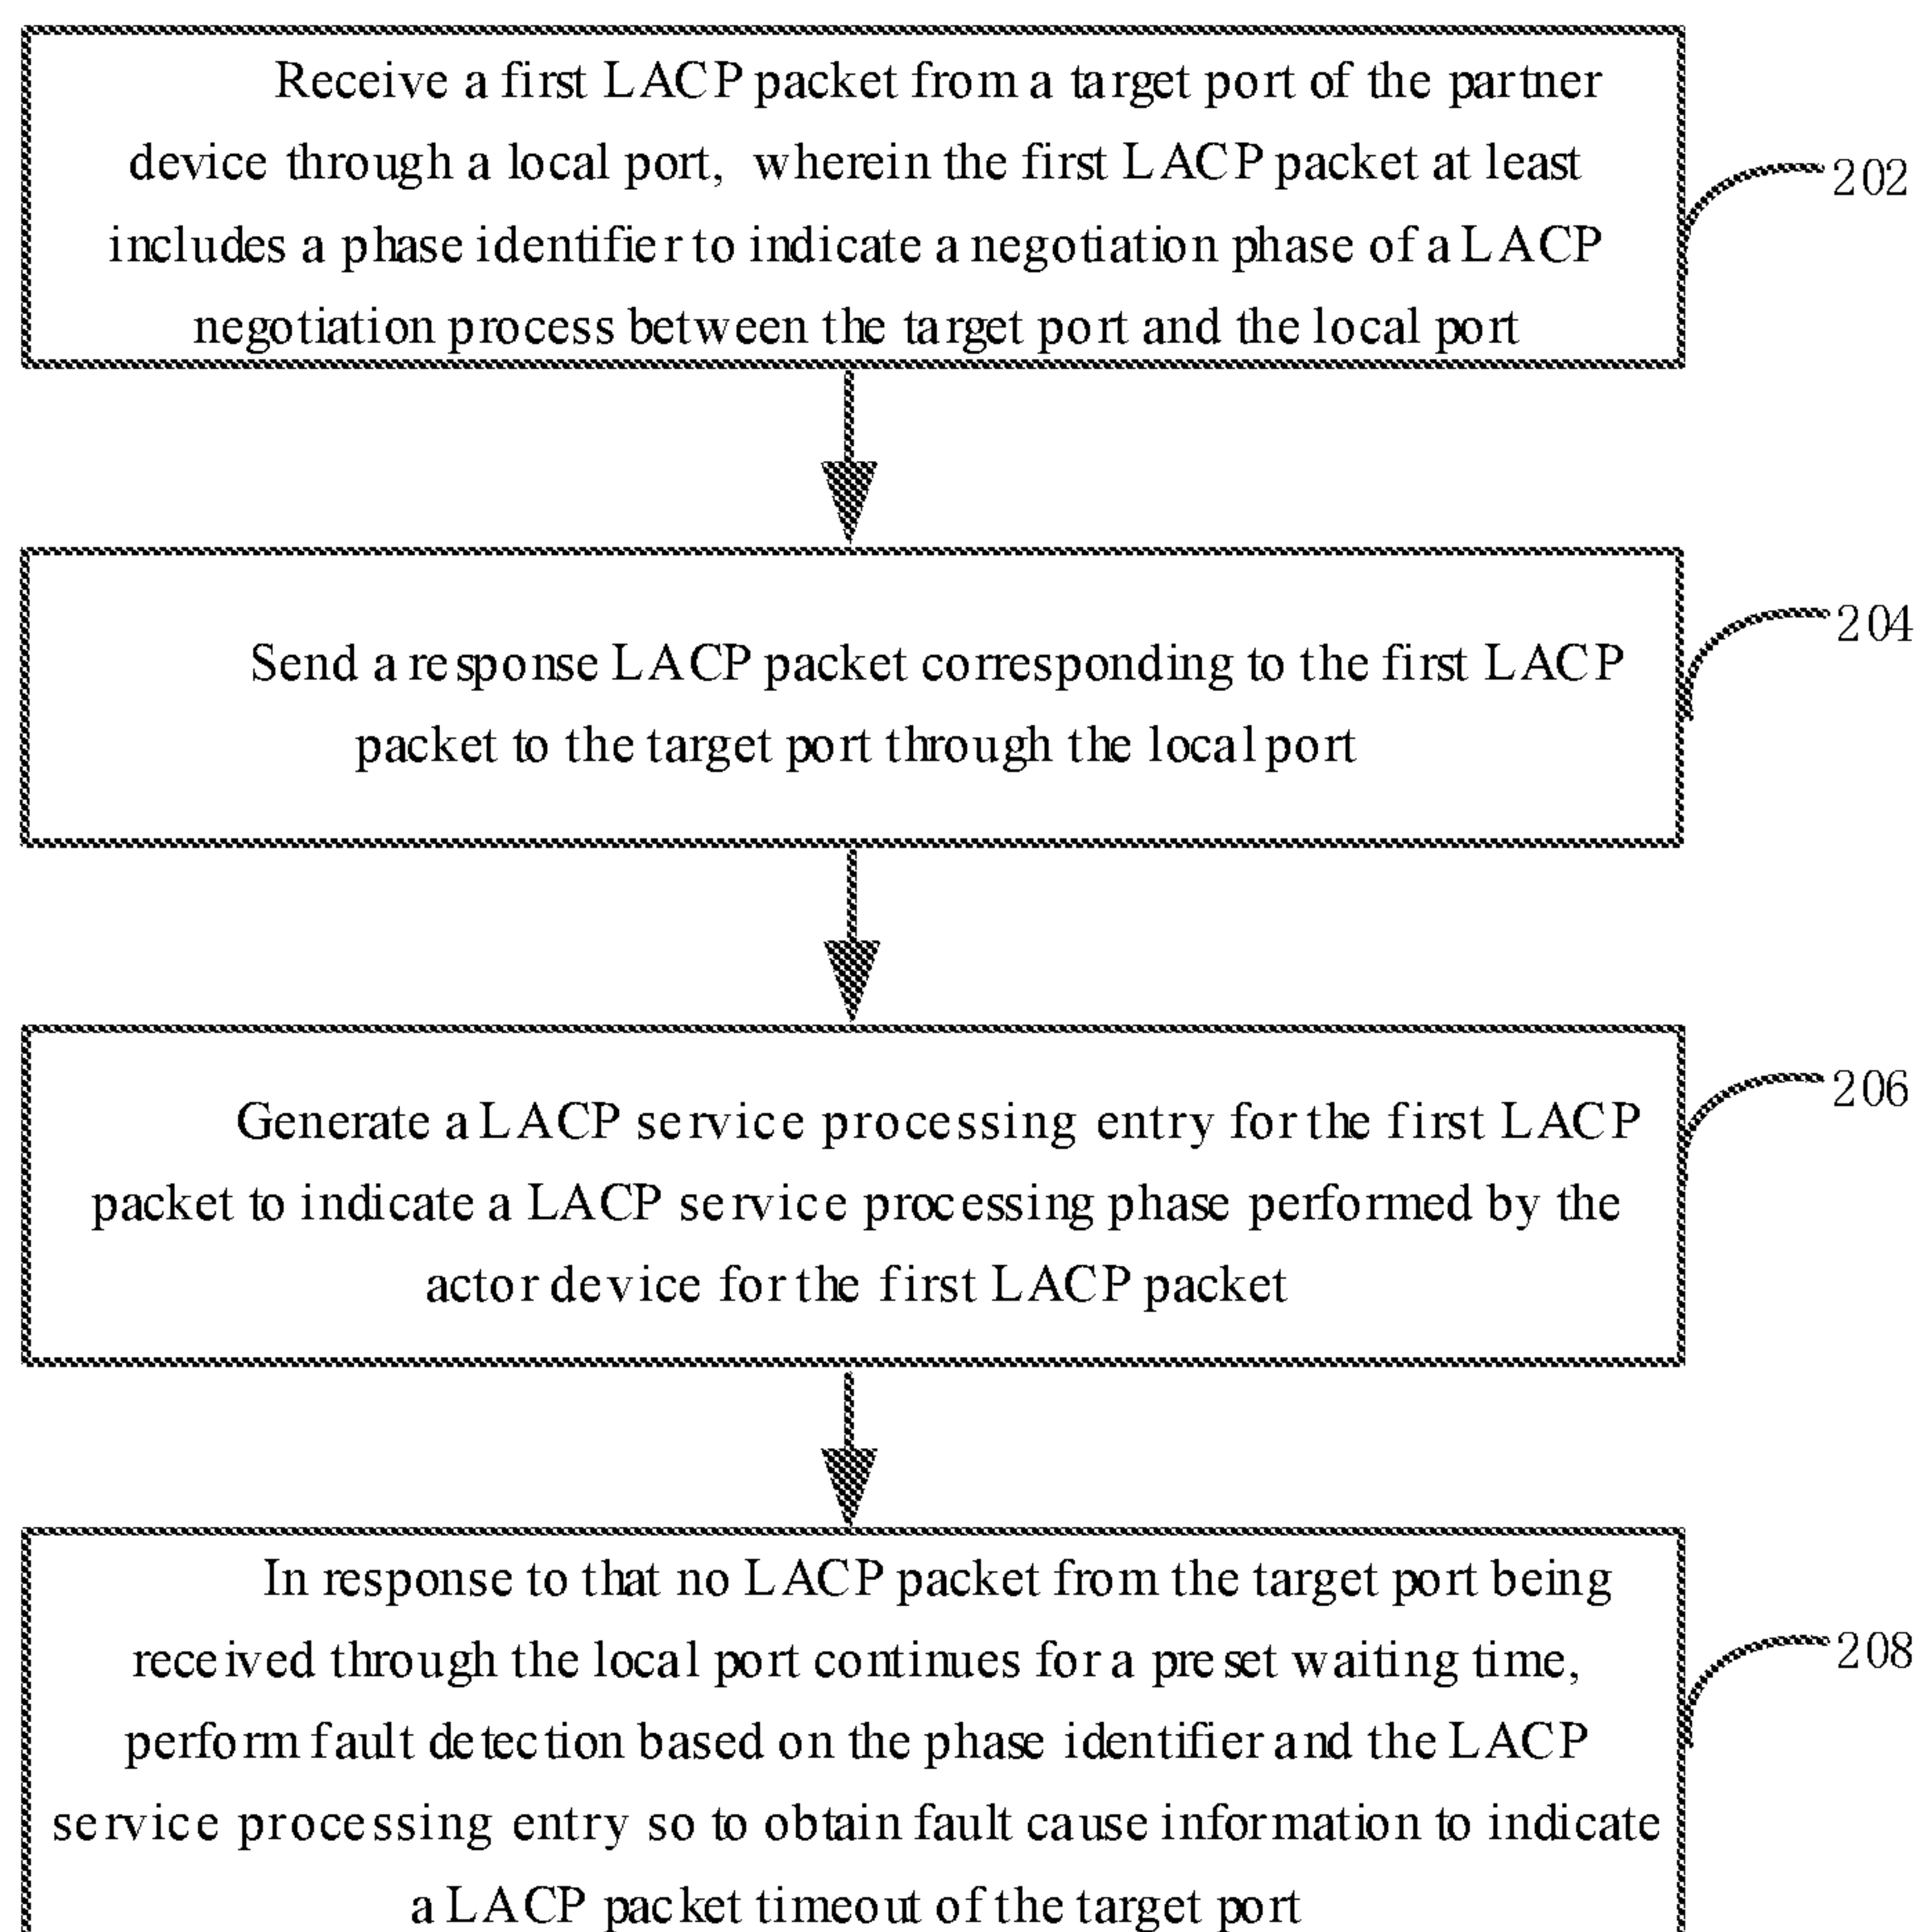 Receive a first LACP packet from a target port of the partner
device through a local port, wherein the first LACP packet at least
includes a phase identifier to indicate a negotiation phase of a LACP
negotiation process between the target port and the local port
202
Send a response LACP packet corresponding to the first LACP
packet to the target port through the local port
204
Generate a LACP service processing entry for the first LACP
packet to indicate a LACP service processing phase performed by the
actor device for the first LACP packet
206
In response to that no LACP packet from the target port being
received through the local port continues for a preset waiting time,
perform fault detection based on the phase identifier and the LACP
service processing entry so to obtain fault cause information to indicate
a LACP packet timeout of the target port
208